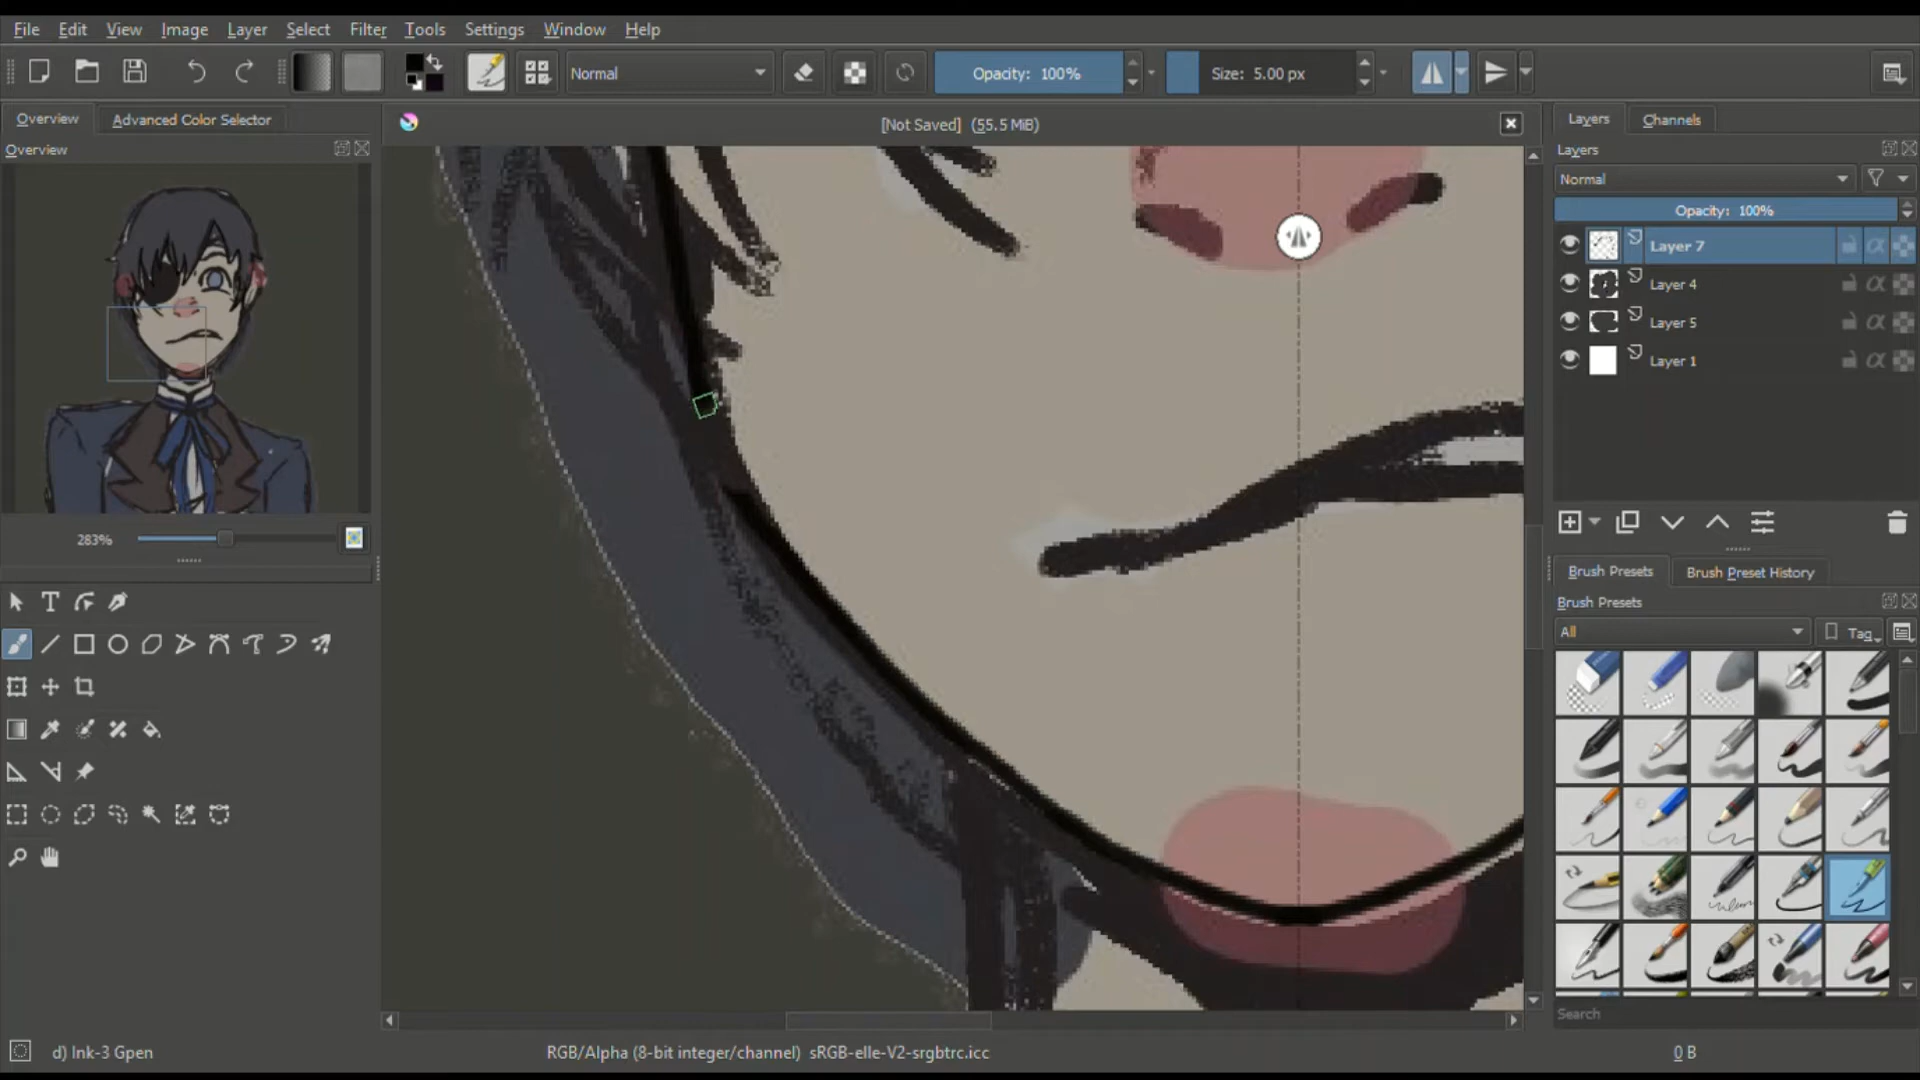 File Edit View Image Layer Select Filter Tools Settings Window Help
Normal
Opacity: 100%
Size: 5.00 px
Overview Advanced Color Selector
Overview
[Not Saved] (55.5 MiB)
Layers Channels
Layers
Normal
Opacity: 100%
Layer 7
Layer 4
Layer 5
Layer 1
283%
Brush Presets Brush Preset History
Brush Presets
All
Tag
Search
d) Ink-3 Gpen
RGB/Alpha (8-bit integer/channel) sRGB-elle-V2-srgbtrc.icc
0 B